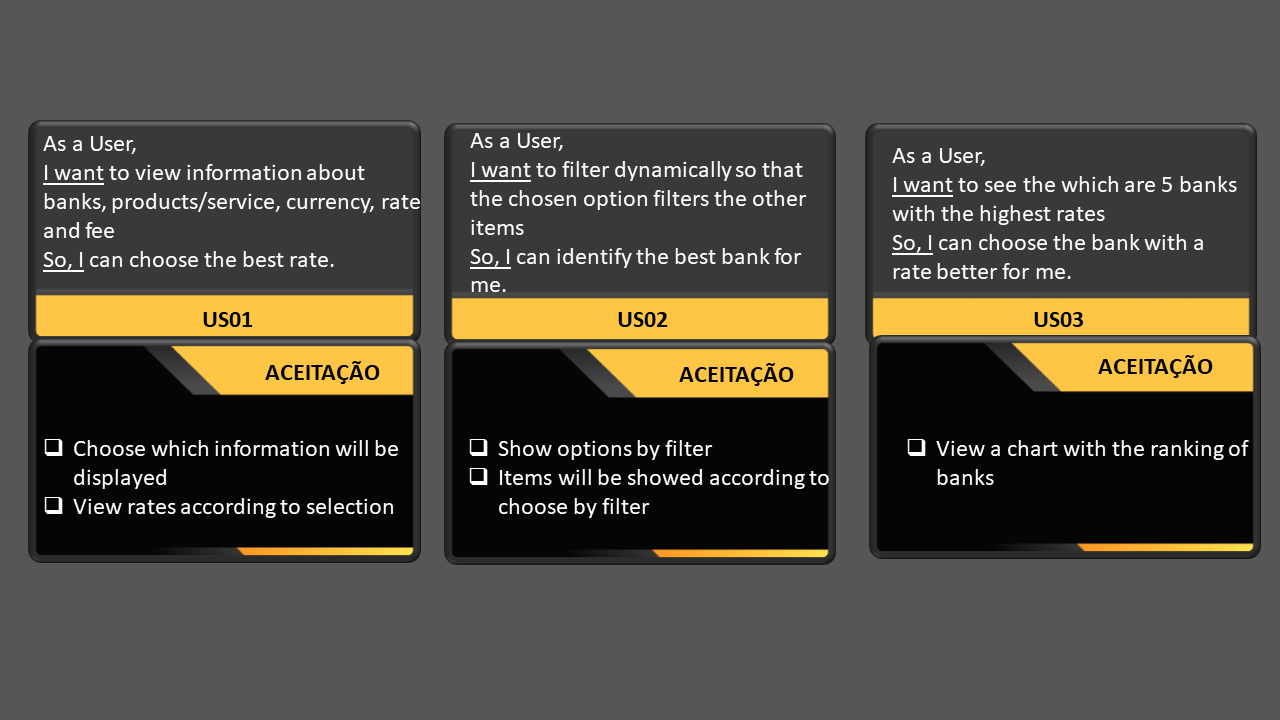 As a User,
I want to view information about
banks, products/service, currency, rate
and fee
So, I can choose the best rate.
US01
ACEITAÇÃO
❑ Choose which information will be
displayed
❑ View rates according to selection
As a User,
I want to filter dynamically so that
the chosen option filters the other
items
So, I can identify the best bank for
me.
US02
ACEITAÇÃO
❑ Show options by filter
❑ Items will be showed according to
choose by filter
As a User,
I want to see the which are 5 banks
with the highest rates
So, I can choose the bank with a
rate better for me.
US03
ACEITAÇÃO
❑ View a chart with the ranking of
banks